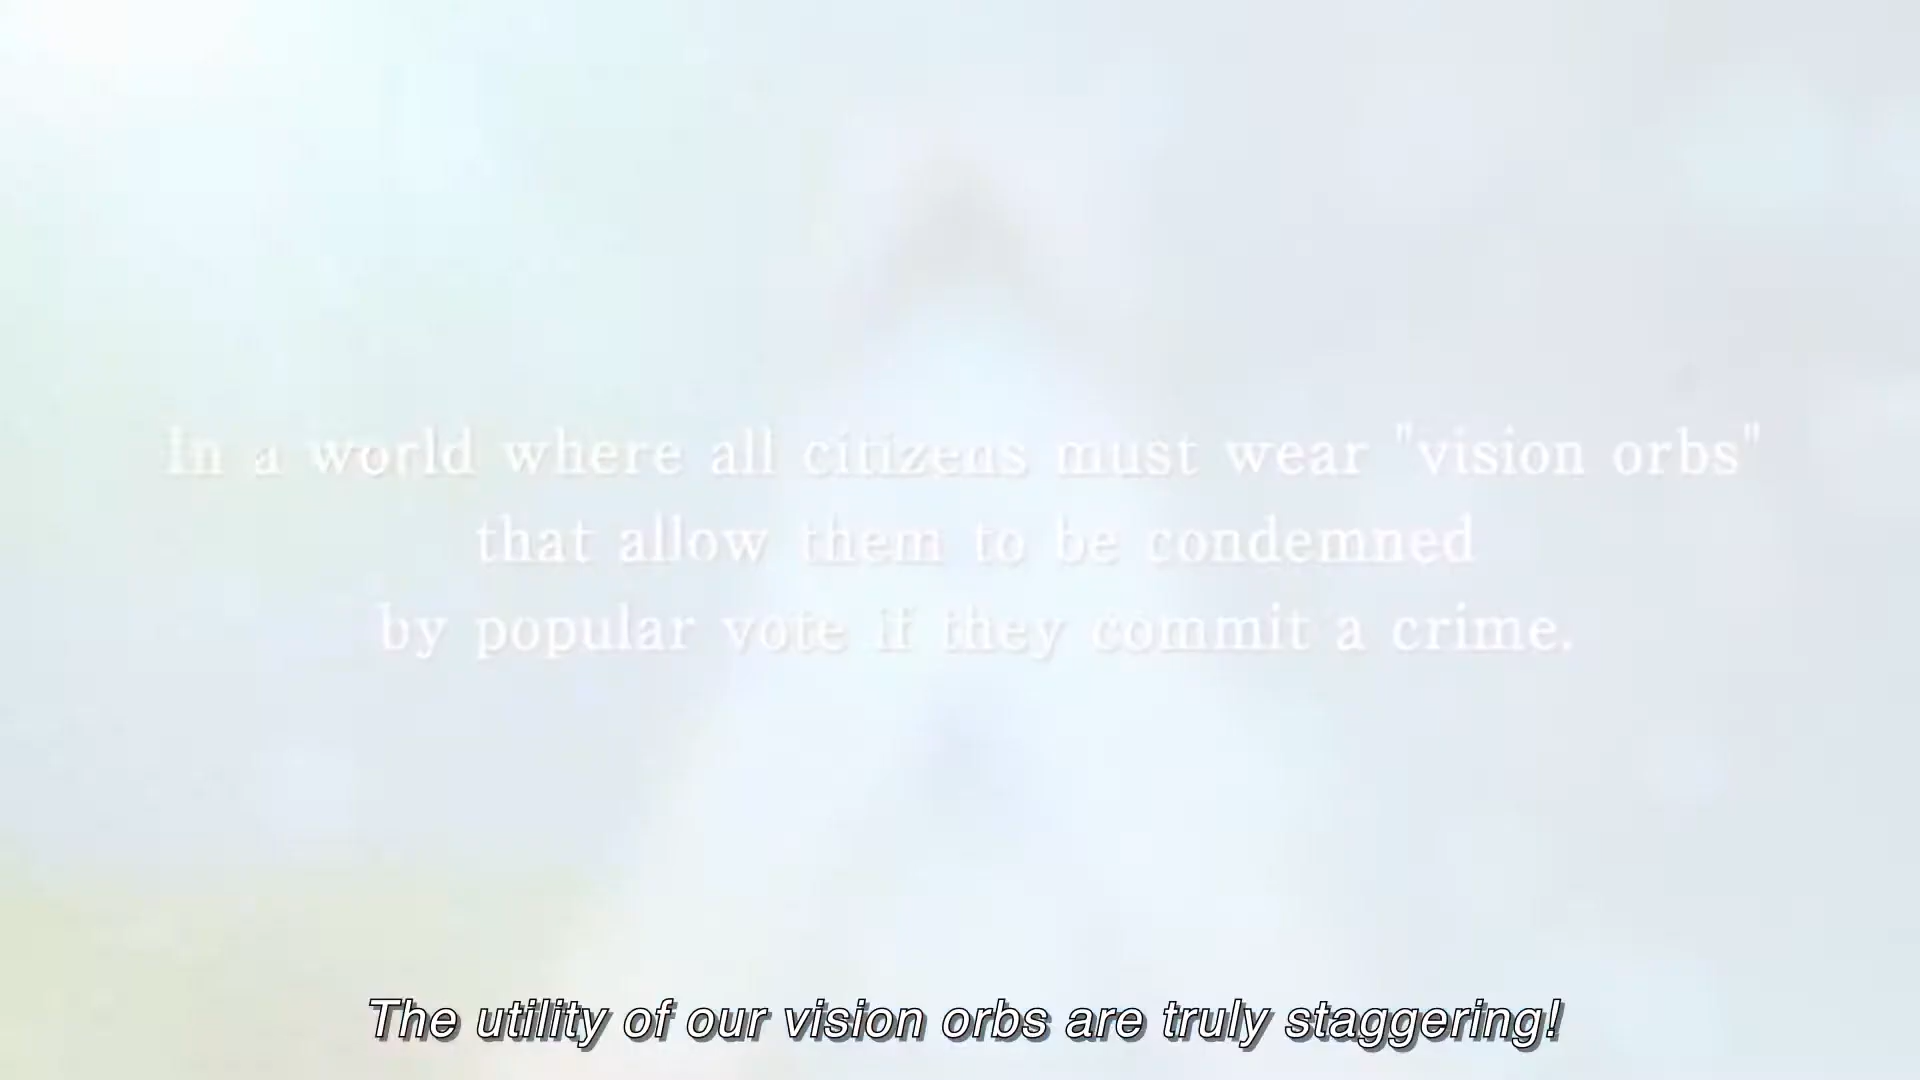 In a world where all citizens must wear "vision orbs"
that allow them to be condemned
by popular vote if they commit a crime.
The utility of our vision orbs are truly staggering!